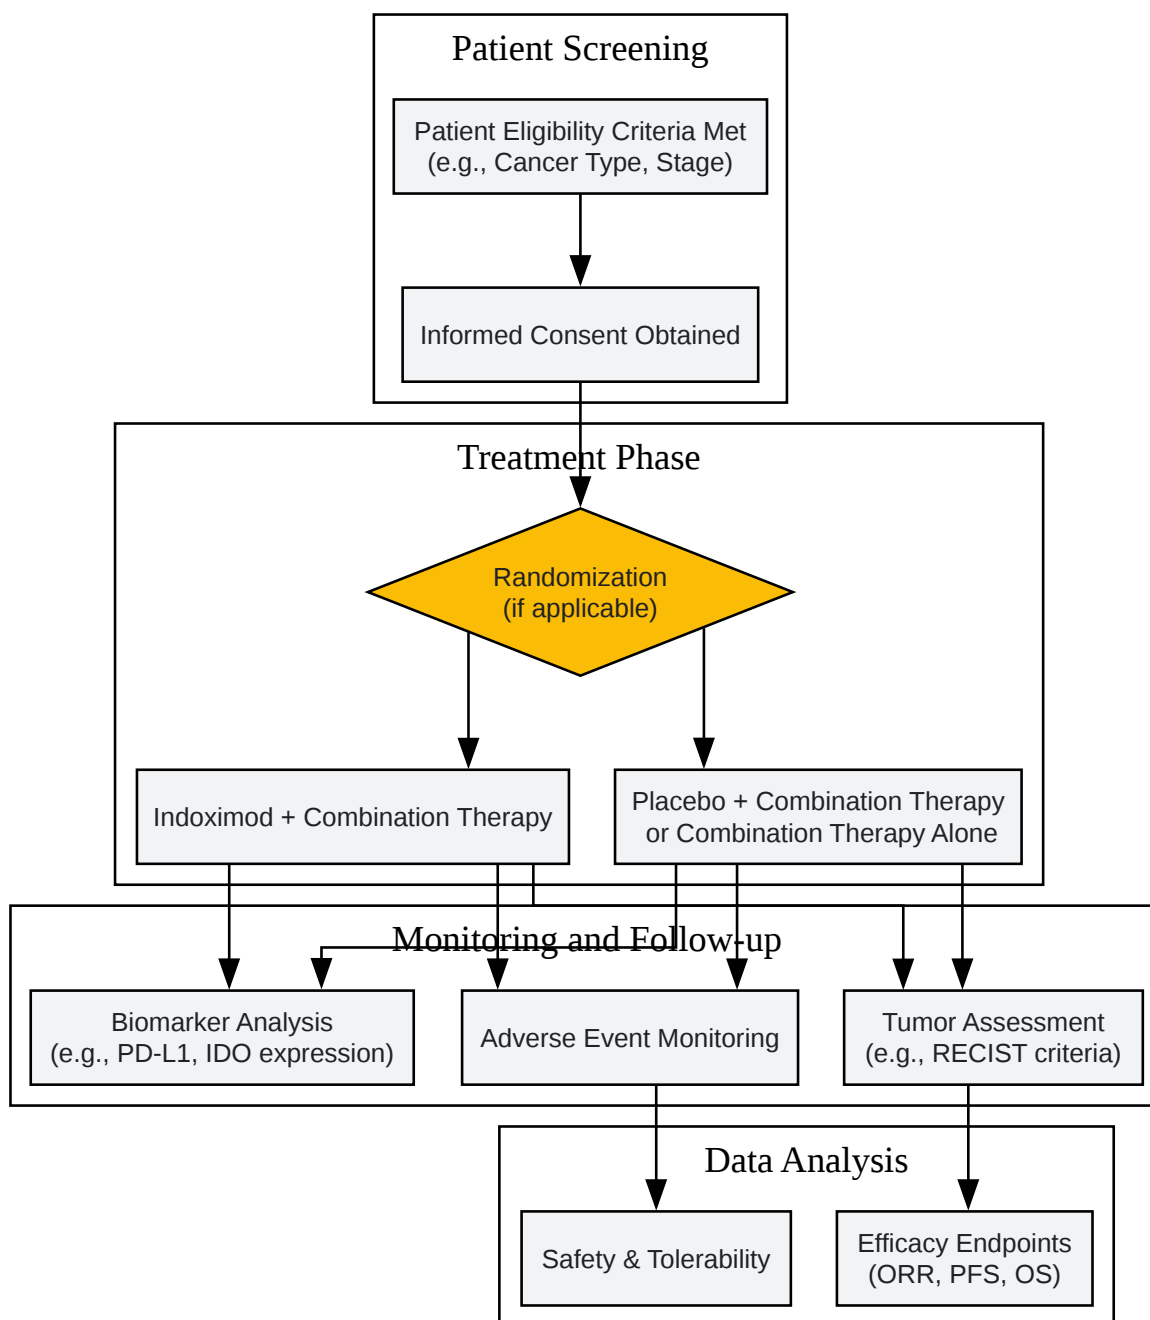 Patient Screening
Patient Eligibility Criteria Met
(e.g., Cancer Type, Stage)
Informed Consent Obtained
Treatment Phase
Randomization
(if applicable)
Indoximod + Combination Therapy
Placebo + Combination Therapy
or Combination Therapy Alone
Monitoring and Follow-up
Biomarker Analysis
(e.g., PD-L1, IDO expression)
Adverse Event Monitoring
Tumor Assessment
(e.g., RECIST criteria)
Data Analysis
Safety & Tolerability
Efficacy Endpoints
(ORR, PFS, OS)